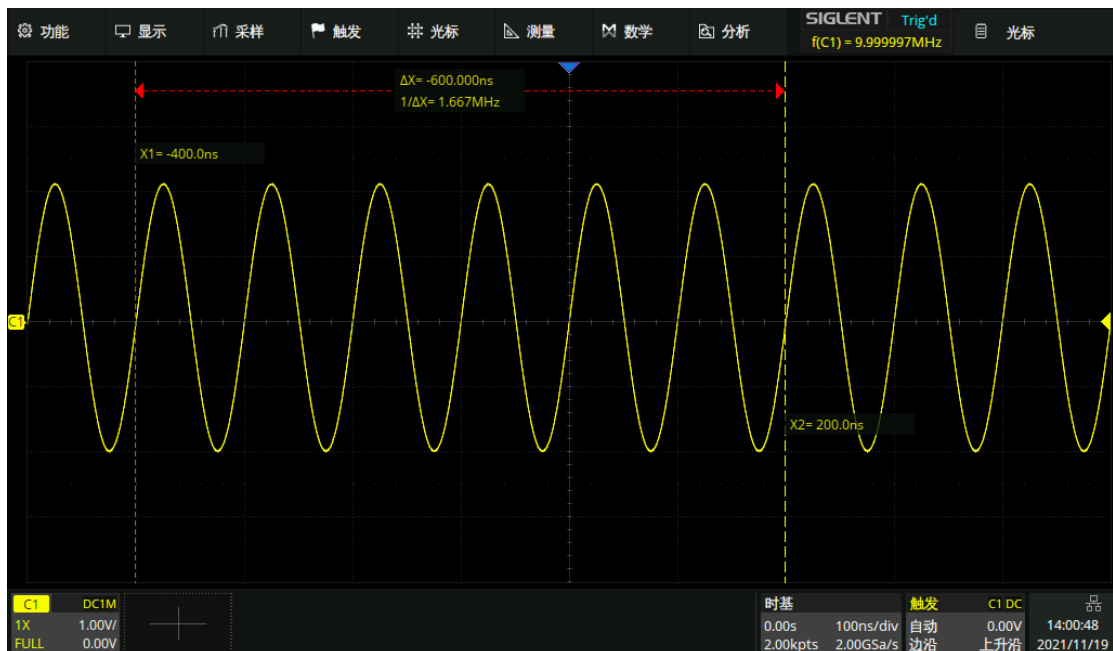 功能 显示 采样 触发 光标 测量 数学 分析 SIGLENT Trig'd
f(C1) = 9.999997MHz
光标
ΔX= -600.000ns
1/ΔX= 1.667MHz
X1= -400.0ns
C1
X2= 200.0ns
C1 DC1M
1X 1.00V/
FULL 0.00V
时基
0.00s 100ns/div
2.00kpts 2.00GSa/s
触发 C1 DC
自动 0.00V
边沿 上升沿
14:00:48
2021/11/19